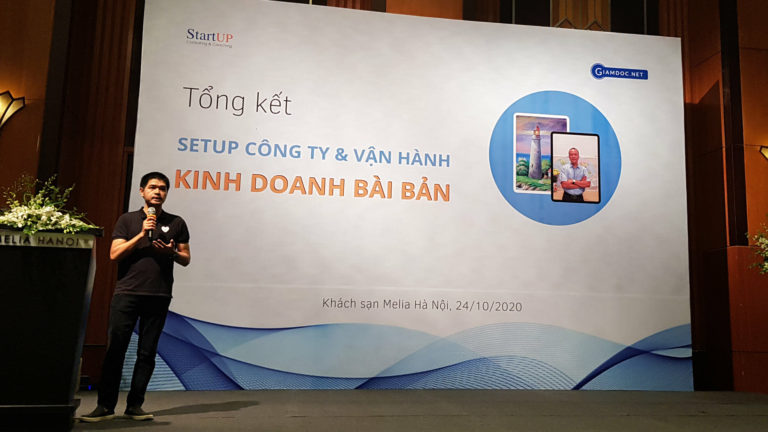 StartUP
Consulting & Coaching
GIAMDOC.NET
Tổng kết
SETUP CÔNG TY & VẬN HÀNH
KINH DOANH BÀI BẢN
MELIA HANOI
Khách sạn Melia Hà Nội, 24/10/2020